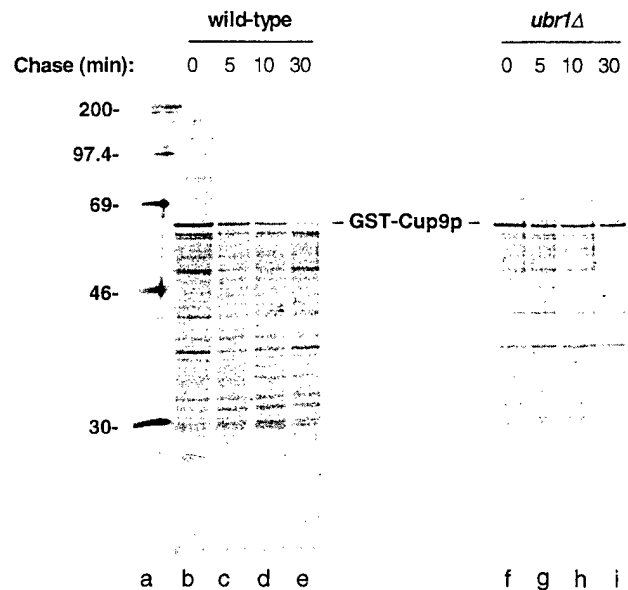 wild-type ubr1Δ
Chase (min): 0 5 10 30 0 5 10 30
200-
97.4-
69-
– GST-Cup9p –
46-
30-
a b c d e f g h i